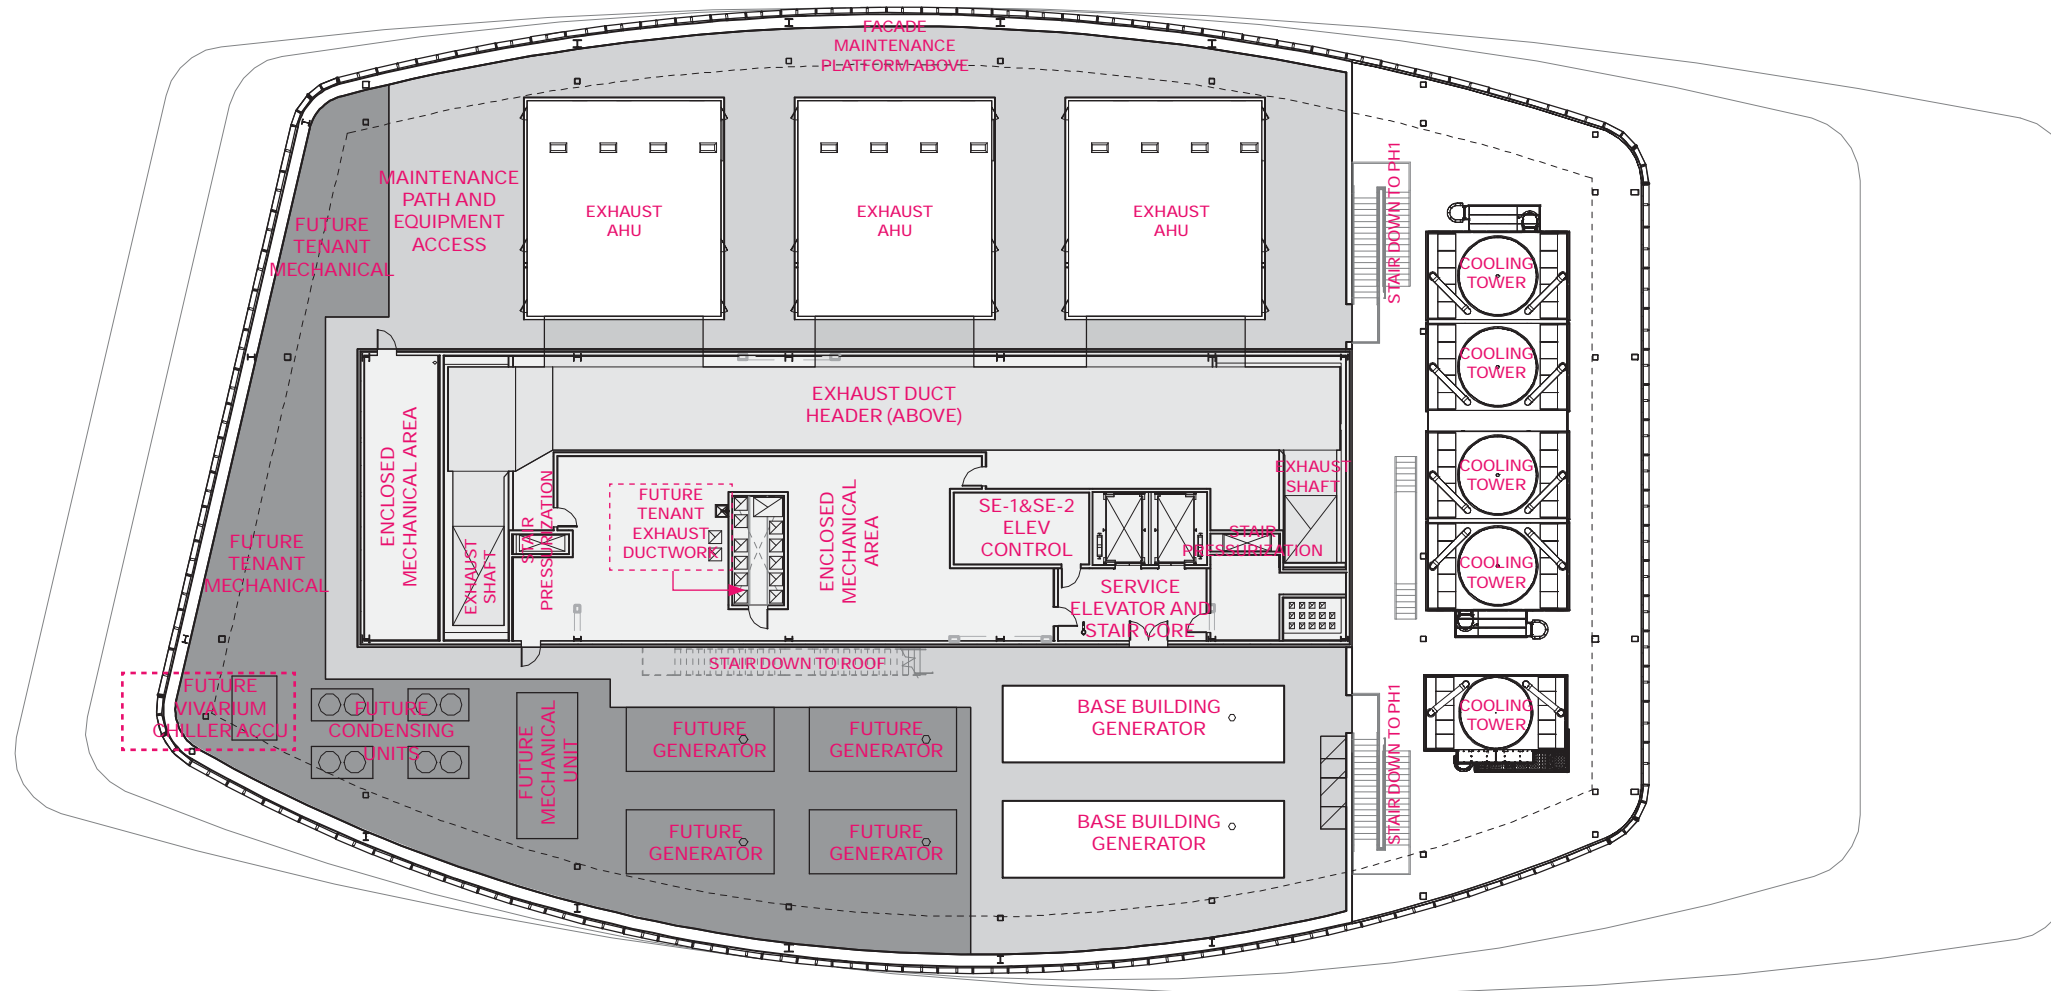 FACADE
MAINTENANCE
PLATFORM ABOVE
MAINTENANCE
PATH AND
EQUIPMENT
ACCESS
FUTURE
TENANT
MECHANICAL
EXHAUST
AHU
EXHAUST
AHU
EXHAUST
AHU
STAIR DOWN TO PH1
COOLING
TOWER
COOLING
TOWER
COOLING
TOWER
COOLING
TOWER
COOLING
TOWER
EXHAUST DUCT
HEADER (ABOVE)
ENCLOSED
MECHANICAL AREA
EXHAUST
SHAFT
STAIR
PRESSURIZATION
FUTURE
TENANT
EXHAUST
DUCTWORK
ENCLOSED
MECHANICAL
AREA
SE-1&SE-2
ELEV
CONTROL
EXHAUST
SHAFT
STAIR
PRESSURIZATION
SERVICE
ELEVATOR AND
STAIR CORE
FUTURE
TENANT
MECHANICAL
STAIR DOWN TO ROOF
FUTURE
VIVARIUM
CHILLER ACCU
FUTURE
CONDENSING
UNITS
FUTURE
MECHANICAL
UNIT
FUTURE
GENERATOR
FUTURE
GENERATOR
FUTURE
GENERATOR
FUTURE
GENERATOR
BASE BUILDING
GENERATOR
BASE BUILDING
GENERATOR
STAIR DOWN TO PH1